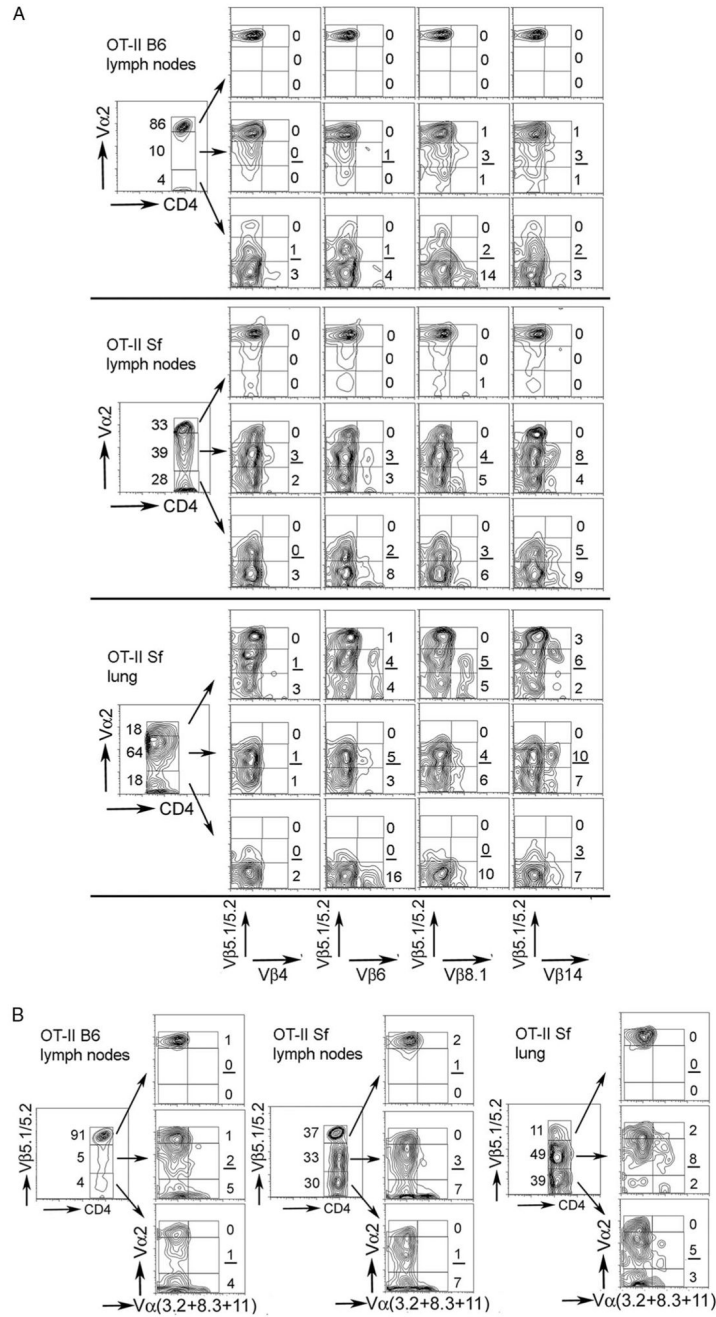 A
OT-II B6
lymph nodes
Vα2
86
10
4
CD4
0 0 0 0
0 0 0 0
0 0 0 0
0 0 1 1
0 1 3 3
0 0 1 1
0 0 0 0
1 1 2 2
3 4 14 3
OT-II Sf
lymph nodes
Vα2
33
39
28
CD4
0 0 0 0
0 0 0 0
0 0 1 0
0 0 0 0
3 3 4 8
2 3 5 4
0 0 0 0
0 2 3 5
3 8 6 9
OT-II Sf
lung
Vα2
18
64
18
CD4
0 1 0 3
1 4 5 6
3 4 5 2
0 0 0 0
1 5 4 10
1 3 6 7
0 0 0 0
0 0 0 3
2 16 10 7
Vβ5.1/5.2 Vβ5.1/5.2 Vβ5.1/5.2 Vβ5.1/5.2
Vβ4 Vβ6 Vβ8.1 Vβ14
B
OT-II B6
lymph nodes
Vβ5.1/5.2
91
5
4
CD4
1
0
0
1
2
5
0
1
4
Vα2
Vα(3.2+8.3+11)
OT-II Sf
lymph nodes
Vβ5.1/5.2
37
33
30
CD4
2
1
0
0
3
7
0
1
7
Vα2
Vα(3.2+8.3+11)
OT-II Sf
lung
Vβ5.1/5.2
11
49
39
CD4
0
0
0
2
8
2
0
5
3
Vα2
Vα(3.2+8.3+11)